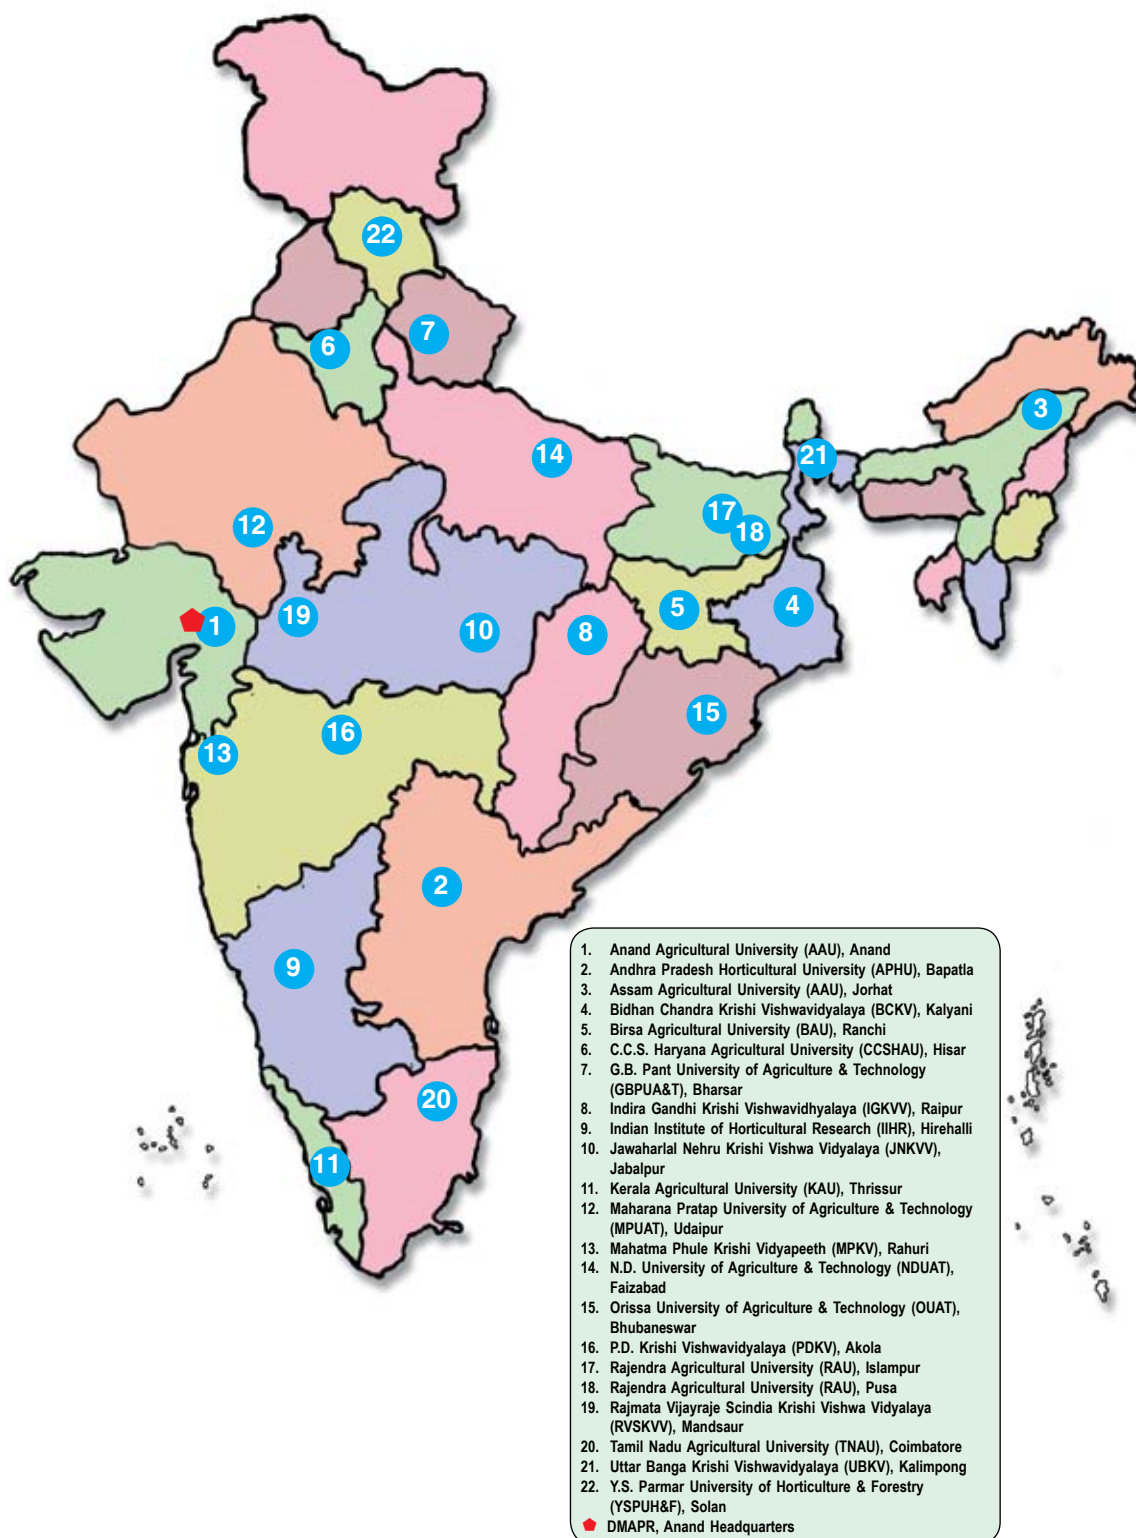 22
7
6
3
14
21
12
17
18
1
19
10
8
5
4
15
16
13
2
9
20
11
1. Anand Agricultural University (AAU), Anand
2. Andhra Pradesh Horticultural University (APHU), Bapatla
3. Assam Agricultural University (AAU), Jorhat
4. Bidhan Chandra Krishi Vishwavidyalaya (BCKV), Kalyani
5. Birsa Agricultural University (BAU), Ranchi
6. C.C.S. Haryana Agricultural University (CCSHAU), Hisar
7. G.B. Pant University of Agriculture & Technology
(GBPUA&T), Bharsar
8. Indira Gandhi Krishi Vishwavidhyalaya (IGKVV), Raipur
9. Indian Institute of Horticultural Research (IIHR), Hirehalli
10. Jawaharlal Nehru Krishi Vishwa Vidyalaya (JNKVV),
Jabalpur
11. Kerala Agricultural University (KAU), Thrissur
12. Maharana Pratap University of Agriculture & Technology
(MPUAT), Udaipur
13. Mahatma Phule Krishi Vidyapeeth (MPKV), Rahuri
14. N.D. University of Agriculture & Technology (NDUAT),
Faizabad
15. Orissa University of Agriculture & Technology (OUAT),
Bhubaneswar
16. P.D. Krishi Vishwavidyalaya (PDKV), Akola
17. Rajendra Agricultural University (RAU), Islampur
18. Rajendra Agricultural University (RAU), Pusa
19. Rajmata Vijayraje Scindia Krishi Vishwa Vidyalaya
(RVSKVV), Mandsaur
20. Tamil Nadu Agricultural University (TNAU), Coimbatore
21. Uttar Banga Krishi Vishwavidyalaya (UBKV), Kalimpong
22. Y.S. Parmar University of Horticulture & Forestry
(YSPUH&F), Solan
DMAPR, Anand Headquarters